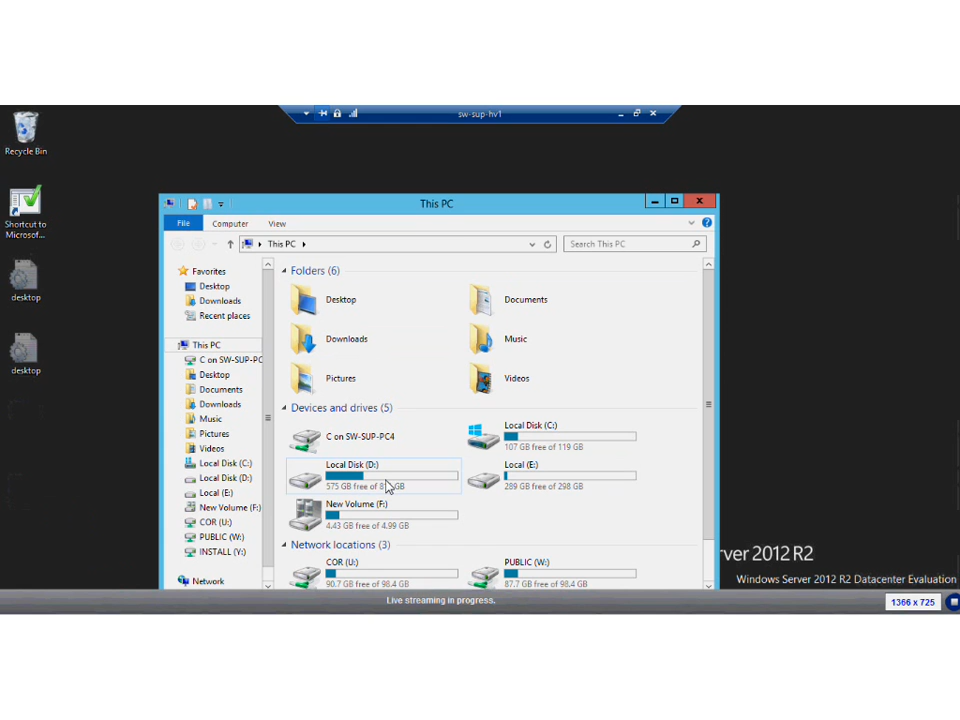 sw-sup-hv1
Recycle Bin
Shortcut to
Microsof...
desktop
desktop
This PC
File
Computer
View
This PC
Search This PC
Favorites
Desktop
Downloads
Recent places
This PC
C on SW-SUP-PC
Desktop
Documents
Downloads
Music
Pictures
Videos
Local Disk (C:)
Local Disk (D:)
Local (E:)
New Volume (F:)
COR (U:)
PUBLIC (W:)
INSTALL (Y:)
Network
Folders (6)
Desktop
Documents
Downloads
Music
Pictures
Videos
Devices and drives (5)
C on SW-SUP-PC4
Local Disk (C:)
107 GB free of 119 GB
Local Disk (D:)
575 GB free of GB
Local (E:)
289 GB free of 298 GB
New Volume (F:)
4.43 GB free of 4.99 GB
Network locations (3)
COR (U:)
90.7 GB free of 98.4 GB
PUBLIC (W:)
87.7 GB free of 98.4 GB
ver 2012 R2
Windows Server 2012 R2 Datacenter Evaluation
Live streaming in progress.
1366 x 725